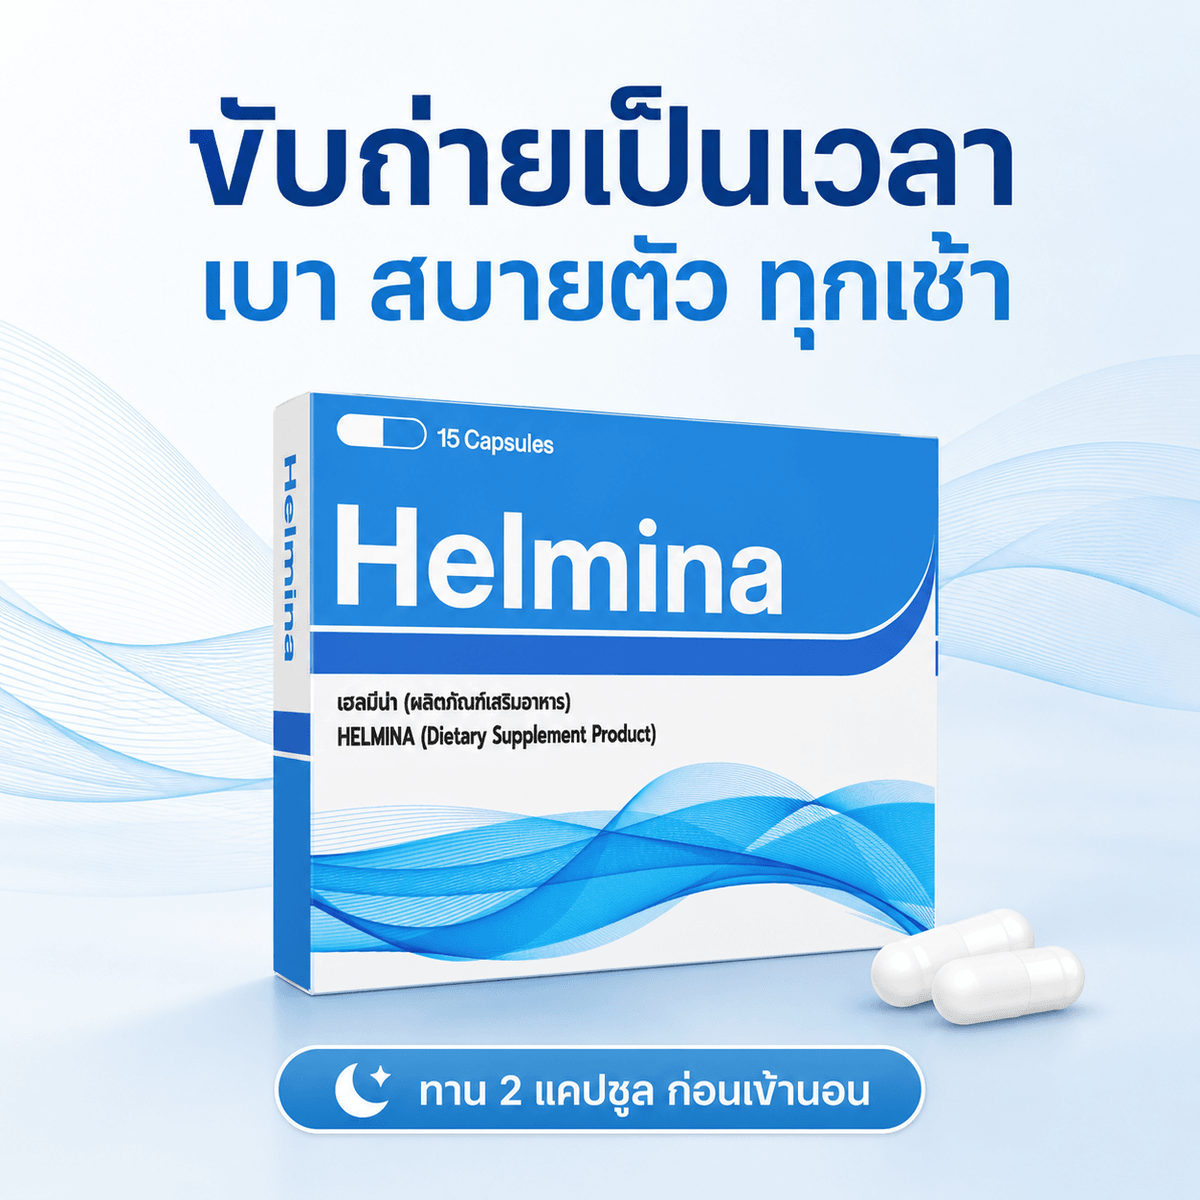 ขับถ่ายเป็นเวลา
เบา สบายตัว ทุกเช้า
15 Capsules
Helmina
Helmina
เฮลมีน่า (ผลิตภัณฑ์เสริมอาหาร)
HELMINA (Dietary Supplement Product)
ทาน 2 แคปซูล ก่อนเข้านอน